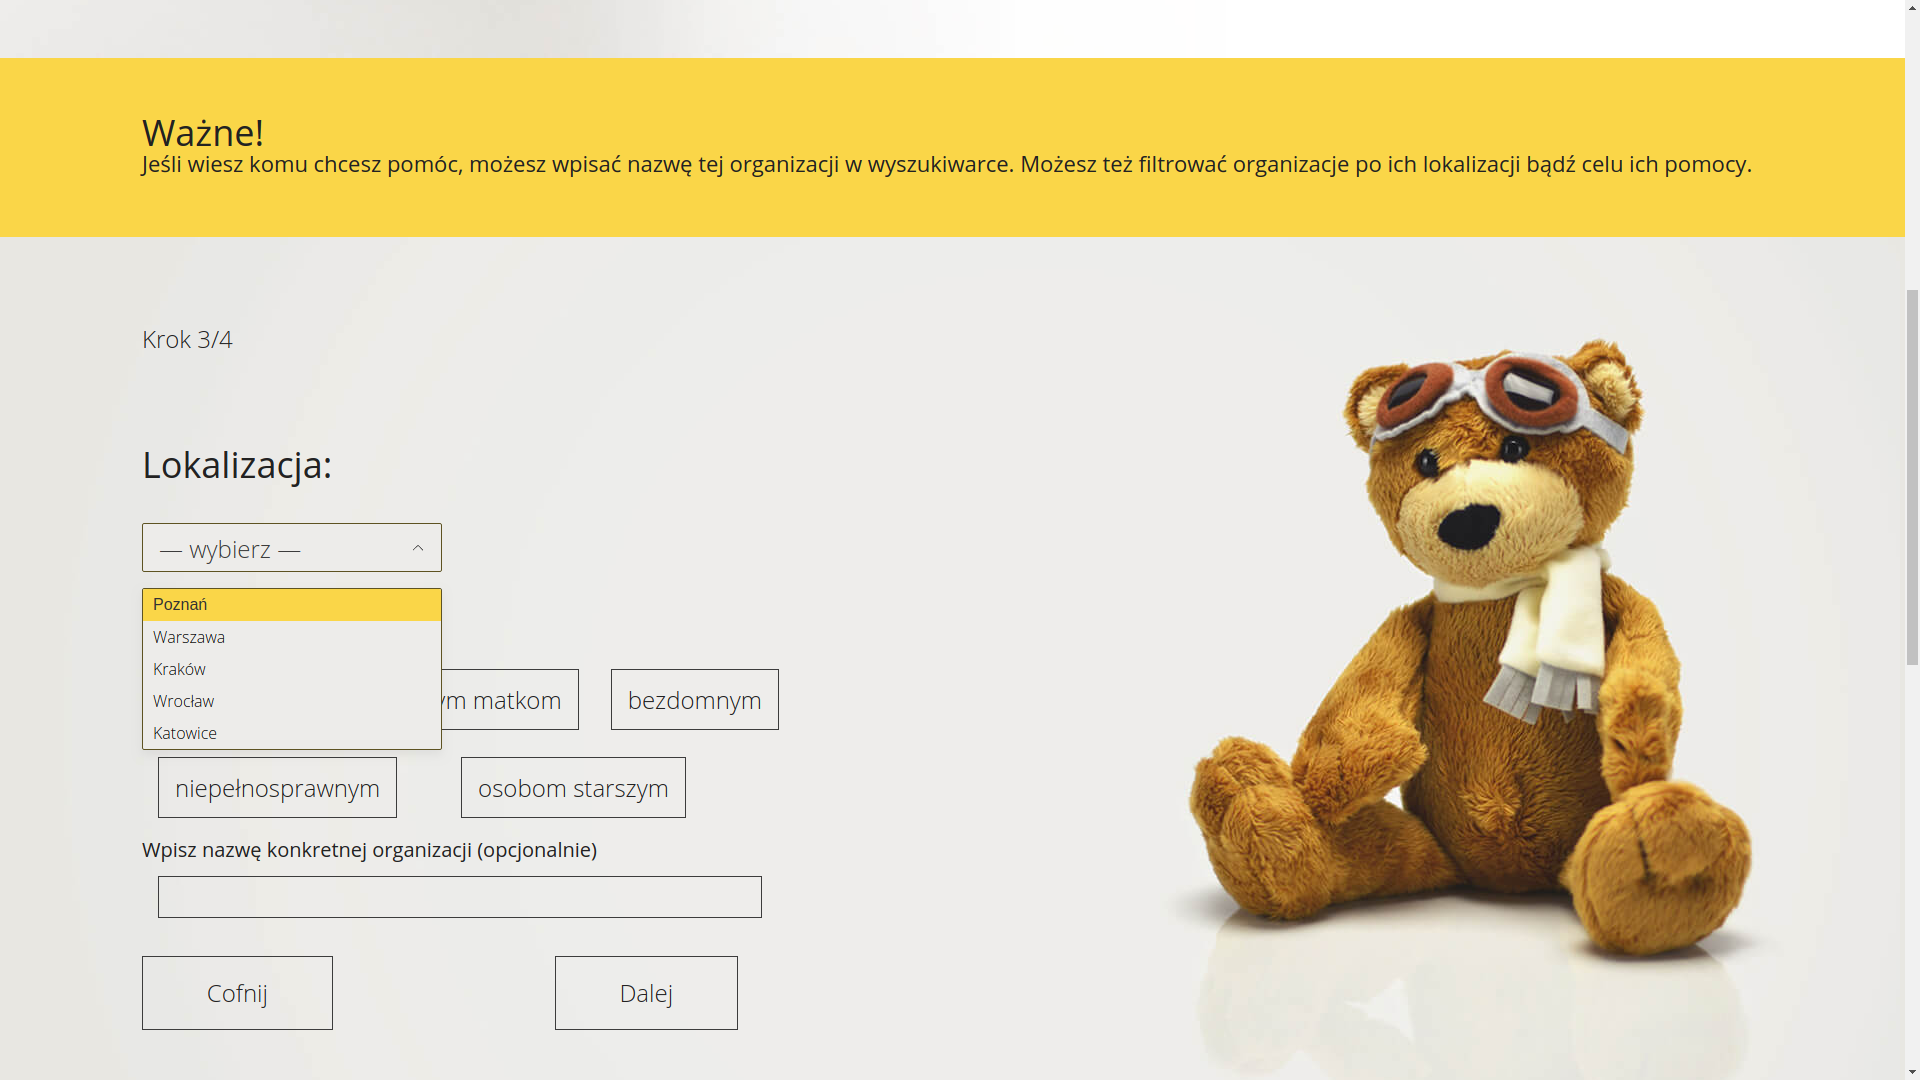 Ważne!
Jeśli wiesz komu chcesz pomóc, możesz wpisać nazwę tej organizacji w wyszukiwarce. Możesz też filtrować organizacje po ich lokalizacji bądź celu ich pomocy.
Krok 3/4
Lokalizacja:
— wybierz —
Poznań
Warszawa
Kraków
Wrocław
Katowice
matkom
bezdomnym
niepełnosprawnym
osobom starszym
Wpisz nazwę konkretnej organizacji (opcjonalnie)
Cofnij
Dalej